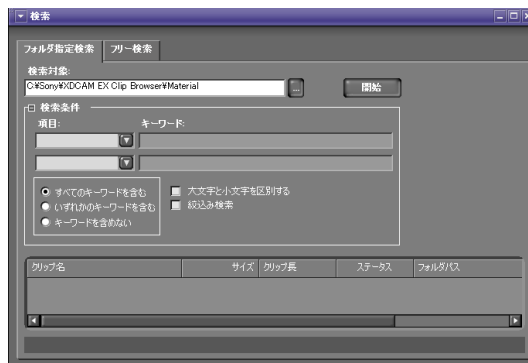 検索
フォルダ指定検索 フリー検索
検索対象:
C:¥Sony¥XDCAM EX Clip Browser¥Material ... 開始
検索条件
項目: キーワード:
すべてのキーワードを含む 大文字と小文字を区別する
いずれかのキーワードを含む 絞込み検索
キーワードを含めない
クリップ名 サイズ クリップ長 ステータス フォルダパス